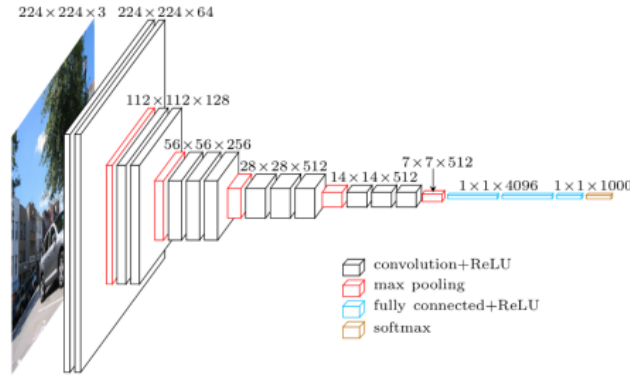 224×224×3
224×224×64
112×112×128
56×56×256
28×28×512
14×14×512
7×7×512
1×1×4096
1×1×1000
convolution+ReLU
max pooling
fully connected+ReLU
softmax